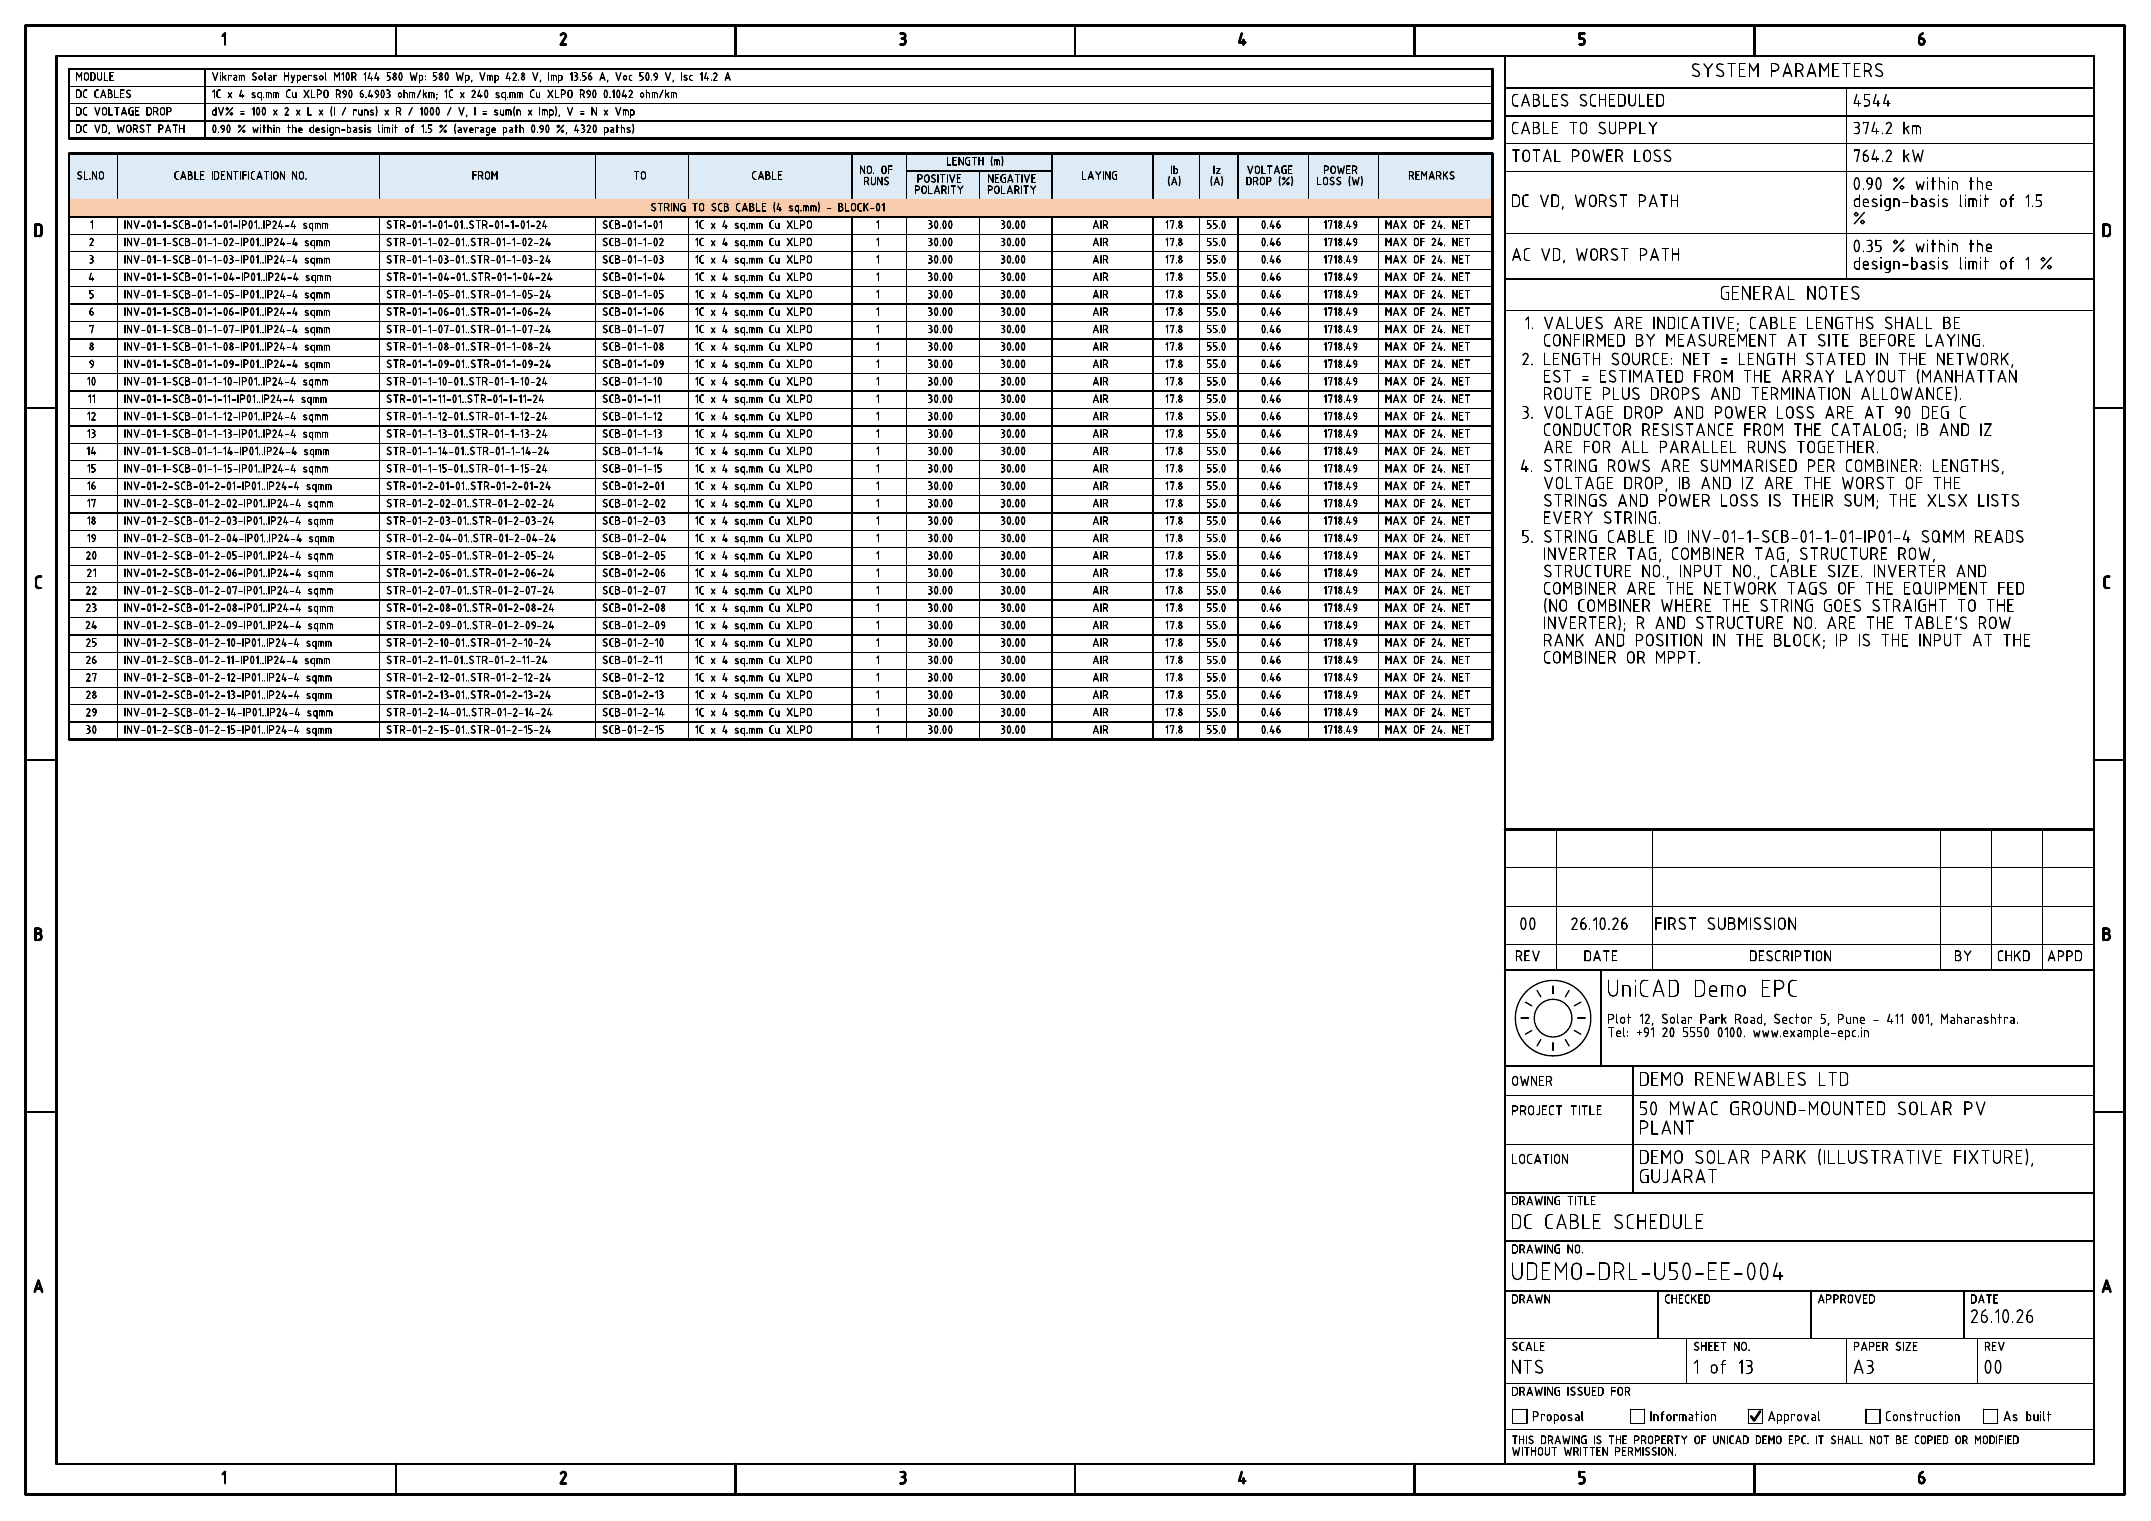 1 2 3 4 5 6
MODULE Vikram Solar Hypersol M10R 144 580 Wp: 580 Wp, Vmp 42.8 V, Imp 13.56 A, Voc 50.9 V, Isc 14.2 A
DC CABLES 1C x 4 sq.mm Cu XLPO R90 6.4903 ohm/km; 1C x 240 sq.mm Cu XLPO R90 0.1042 ohm/km
DC VOLTAGE DROP dV% = 100 x 2 x L x (I / runs) x R / 1000 / V, I = sum(n x Imp), V = N x Vmp
DC VD, WORST PATH 0.90 % within the design-basis limit of 1.5 % (average path 0.90 %, 4320 paths)
SL.NO CABLE IDENTIFICATION NO. FROM TO CABLE NO. OF RUNS LENGTH (m) POSITIVE POLARITY NEGATIVE POLARITY LAYING Ib (A) Iz (A) VOLTAGE DROP (%) POWER LOSS (W) REMARKS
STRING TO SCB CABLE (4 sq.mm) - BLOCK-01
1 INV-01-1-SCB-01-1-01-IP01..IP24-4 sqmm STR-01-1-01-01..STR-01-1-01-24 SCB-01-1-01 1C x 4 sq.mm Cu XLPO 1 30.00 30.00 AIR 17.8 55.0 0.46 1718.49 MAX OF 24. NET
2 INV-01-1-SCB-01-1-02-IP01..IP24-4 sqmm STR-01-1-02-01..STR-01-1-02-24 SCB-01-1-02 1C x 4 sq.mm Cu XLPO 1 30.00 30.00 AIR 17.8 55.0 0.46 1718.49 MAX OF 24. NET
3 INV-01-1-SCB-01-1-03-IP01..IP24-4 sqmm STR-01-1-03-01..STR-01-1-03-24 SCB-01-1-03 1C x 4 sq.mm Cu XLPO 1 30.00 30.00 AIR 17.8 55.0 0.46 1718.49 MAX OF 24. NET
4 INV-01-1-SCB-01-1-04-IP01..IP24-4 sqmm STR-01-1-04-01..STR-01-1-04-24 SCB-01-1-04 1C x 4 sq.mm Cu XLPO 1 30.00 30.00 AIR 17.8 55.0 0.46 1718.49 MAX OF 24. NET
5 INV-01-1-SCB-01-1-05-IP01..IP24-4 sqmm STR-01-1-05-01..STR-01-1-05-24 SCB-01-1-05 1C x 4 sq.mm Cu XLPO 1 30.00 30.00 AIR 17.8 55.0 0.46 1718.49 MAX OF 24. NET
6 INV-01-1-SCB-01-1-06-IP01..IP24-4 sqmm STR-01-1-06-01..STR-01-1-06-24 SCB-01-1-06 1C x 4 sq.mm Cu XLPO 1 30.00 30.00 AIR 17.8 55.0 0.46 1718.49 MAX OF 24. NET
7 INV-01-1-SCB-01-1-07-IP01..IP24-4 sqmm STR-01-1-07-01..STR-01-1-07-24 SCB-01-1-07 1C x 4 sq.mm Cu XLPO 1 30.00 30.00 AIR 17.8 55.0 0.46 1718.49 MAX OF 24. NET
8 INV-01-1-SCB-01-1-08-IP01..IP24-4 sqmm STR-01-1-08-01..STR-01-1-08-24 SCB-01-1-08 1C x 4 sq.mm Cu XLPO 1 30.00 30.00 AIR 17.8 55.0 0.46 1718.49 MAX OF 24. NET
9 INV-01-1-SCB-01-1-09-IP01..IP24-4 sqmm STR-01-1-09-01..STR-01-1-09-24 SCB-01-1-09 1C x 4 sq.mm Cu XLPO 1 30.00 30.00 AIR 17.8 55.0 0.46 1718.49 MAX OF 24. NET
10 INV-01-1-SCB-01-1-10-IP01..IP24-4 sqmm STR-01-1-10-01..STR-01-1-10-24 SCB-01-1-10 1C x 4 sq.mm Cu XLPO 1 30.00 30.00 AIR 17.8 55.0 0.46 1718.49 MAX OF 24. NET
11 INV-01-1-SCB-01-1-11-IP01..IP24-4 sqmm STR-01-1-11-01..STR-01-1-11-24 SCB-01-1-11 1C x 4 sq.mm Cu XLPO 1 30.00 30.00 AIR 17.8 55.0 0.46 1718.49 MAX OF 24. NET
12 INV-01-1-SCB-01-1-12-IP01..IP24-4 sqmm STR-01-1-12-01..STR-01-1-12-24 SCB-01-1-12 1C x 4 sq.mm Cu XLPO 1 30.00 30.00 AIR 17.8 55.0 0.46 1718.49 MAX OF 24. NET
13 INV-01-1-SCB-01-1-13-IP01..IP24-4 sqmm STR-01-1-13-01..STR-01-1-13-24 SCB-01-1-13 1C x 4 sq.mm Cu XLPO 1 30.00 30.00 AIR 17.8 55.0 0.46 1718.49 MAX OF 24. NET
14 INV-01-1-SCB-01-1-14-IP01..IP24-4 sqmm STR-01-1-14-01..STR-01-1-14-24 SCB-01-1-14 1C x 4 sq.mm Cu XLPO 1 30.00 30.00 AIR 17.8 55.0 0.46 1718.49 MAX OF 24. NET
15 INV-01-1-SCB-01-1-15-IP01..IP24-4 sqmm STR-01-1-15-01..STR-01-1-15-24 SCB-01-1-15 1C x 4 sq.mm Cu XLPO 1 30.00 30.00 AIR 17.8 55.0 0.46 1718.49 MAX OF 24. NET
16 INV-01-2-SCB-01-2-01-IP01..IP24-4 sqmm STR-01-2-01-01..STR-01-2-01-24 SCB-01-2-01 1C x 4 sq.mm Cu XLPO 1 30.00 30.00 AIR 17.8 55.0 0.46 1718.49 MAX OF 24. NET
17 INV-01-2-SCB-01-2-02-IP01..IP24-4 sqmm STR-01-2-02-01..STR-01-2-02-24 SCB-01-2-02 1C x 4 sq.mm Cu XLPO 1 30.00 30.00 AIR 17.8 55.0 0.46 1718.49 MAX OF 24. NET
18 INV-01-2-SCB-01-2-03-IP01..IP24-4 sqmm STR-01-2-03-01..STR-01-2-03-24 SCB-01-2-03 1C x 4 sq.mm Cu XLPO 1 30.00 30.00 AIR 17.8 55.0 0.46 1718.49 MAX OF 24. NET
19 INV-01-2-SCB-01-2-04-IP01..IP24-4 sqmm STR-01-2-04-01..STR-01-2-04-24 SCB-01-2-04 1C x 4 sq.mm Cu XLPO 1 30.00 30.00 AIR 17.8 55.0 0.46 1718.49 MAX OF 24. NET
20 INV-01-2-SCB-01-2-05-IP01..IP24-4 sqmm STR-01-2-05-01..STR-01-2-05-24 SCB-01-2-05 1C x 4 sq.mm Cu XLPO 1 30.00 30.00 AIR 17.8 55.0 0.46 1718.49 MAX OF 24. NET
21 INV-01-2-SCB-01-2-06-IP01..IP24-4 sqmm STR-01-2-06-01..STR-01-2-06-24 SCB-01-2-06 1C x 4 sq.mm Cu XLPO 1 30.00 30.00 AIR 17.8 55.0 0.46 1718.49 MAX OF 24. NET
22 INV-01-2-SCB-01-2-07-IP01..IP24-4 sqmm STR-01-2-07-01..STR-01-2-07-24 SCB-01-2-07 1C x 4 sq.mm Cu XLPO 1 30.00 30.00 AIR 17.8 55.0 0.46 1718.49 MAX OF 24. NET
23 INV-01-2-SCB-01-2-08-IP01..IP24-4 sqmm STR-01-2-08-01..STR-01-2-08-24 SCB-01-2-08 1C x 4 sq.mm Cu XLPO 1 30.00 30.00 AIR 17.8 55.0 0.46 1718.49 MAX OF 24. NET
24 INV-01-2-SCB-01-2-09-IP01..IP24-4 sqmm STR-01-2-09-01..STR-01-2-09-24 SCB-01-2-09 1C x 4 sq.mm Cu XLPO 1 30.00 30.00 AIR 17.8 55.0 0.46 1718.49 MAX OF 24. NET
25 INV-01-2-SCB-01-2-10-IP01..IP24-4 sqmm STR-01-2-10-01..STR-01-2-10-24 SCB-01-2-10 1C x 4 sq.mm Cu XLPO 1 30.00 30.00 AIR 17.8 55.0 0.46 1718.49 MAX OF 24. NET
26 INV-01-2-SCB-01-2-11-IP01..IP24-4 sqmm STR-01-2-11-01..STR-01-2-11-24 SCB-01-2-11 1C x 4 sq.mm Cu XLPO 1 30.00 30.00 AIR 17.8 55.0 0.46 1718.49 MAX OF 24. NET
27 INV-01-2-SCB-01-2-12-IP01..IP24-4 sqmm STR-01-2-12-01..STR-01-2-12-24 SCB-01-2-12 1C x 4 sq.mm Cu XLPO 1 30.00 30.00 AIR 17.8 55.0 0.46 1718.49 MAX OF 24. NET
28 INV-01-2-SCB-01-2-13-IP01..IP24-4 sqmm STR-01-2-13-01..STR-01-2-13-24 SCB-01-2-13 1C x 4 sq.mm Cu XLPO 1 30.00 30.00 AIR 17.8 55.0 0.46 1718.49 MAX OF 24. NET
29 INV-01-2-SCB-01-2-14-IP01..IP24-4 sqmm STR-01-2-14-01..STR-01-2-14-24 SCB-01-2-14 1C x 4 sq.mm Cu XLPO 1 30.00 30.00 AIR 17.8 55.0 0.46 1718.49 MAX OF 24. NET
30 INV-01-2-SCB-01-2-15-IP01..IP24-4 sqmm STR-01-2-15-01..STR-01-2-15-24 SCB-01-2-15 1C x 4 sq.mm Cu XLPO 1 30.00 30.00 AIR 17.8 55.0 0.46 1718.49 MAX OF 24. NET
SYSTEM PARAMETERS
CABLES SCHEDULED 4544
CABLE TO SUPPLY 374.2 km
TOTAL POWER LOSS 764.2 kW
DC VD, WORST PATH 0.90 % within the
design-basis limit of 1.5
%
AC VD, WORST PATH 0.35 % within the
design-basis limit of 1 %
GENERAL NOTES
1. VALUES ARE INDICATIVE; CABLE LENGTHS SHALL BE
CONFIRMED BY MEASUREMENT AT SITE BEFORE LAYING.
2. LENGTH SOURCE: NET = LENGTH STATED IN THE NETWORK,
EST = ESTIMATED FROM THE ARRAY LAYOUT (MANHATTAN
ROUTE PLUS DROPS AND TERMINATION ALLOWANCE).
3. VOLTAGE DROP AND POWER LOSS ARE AT 90 DEG C
CONDUCTOR RESISTANCE FROM THE CATALOG; IB AND IZ
ARE FOR ALL PARALLEL RUNS TOGETHER.
4. STRING ROWS ARE SUMMARISED PER COMBINER: LENGTHS,
VOLTAGE DROP, IB AND IZ ARE THE WORST OF THE
STRINGS AND POWER LOSS IS THEIR SUM; THE XLSX LISTS
EVERY STRING.
5. STRING CABLE ID INV-01-1-SCB-01-1-01-IP01-4 SQMM READS
INVERTER TAG, COMBINER TAG, STRUCTURE ROW,
STRUCTURE NO., INPUT NO., CABLE SIZE. INVERTER AND
COMBINER ARE THE NETWORK TAGS OF THE EQUIPMENT FED
(NO COMBINER WHERE THE STRING GOES STRAIGHT TO THE
INVERTER); R AND STRUCTURE NO. ARE THE TABLE'S ROW
RANK AND POSITION IN THE BLOCK; IP IS THE INPUT AT THE
COMBINER OR MPPT.
00 26.10.26 FIRST SUBMISSION
REV DATE DESCRIPTION BY CHKD APPD
UniCAD Demo EPC
Plot 12, Solar Park Road, Sector 5, Pune - 411 001, Maharashtra.
Tel: +91 20 5550 0100. www.example-epc.in
OWNER DEMO RENEWABLES LTD
PROJECT TITLE 50 MWAC GROUND-MOUNTED SOLAR PV
PLANT
LOCATION DEMO SOLAR PARK (ILLUSTRATIVE FIXTURE),
GUJARAT
DRAWING TITLE
DC CABLE SCHEDULE
DRAWING NO.
UDEMO-DRL-U50-EE-004
DRAWN CHECKED APPROVED DATE
26.10.26
SCALE SHEET NO. PAPER SIZE REV
NTS 1 of 13 A3 00
DRAWING ISSUED FOR
Proposal Information Approval Construction As built
THIS DRAWING IS THE PROPERTY OF UNICAD DEMO EPC. IT SHALL NOT BE COPIED OR MODIFIED
WITHOUT WRITTEN PERMISSION.
D D
C C
B B
A A
1 2 3 4 5 6